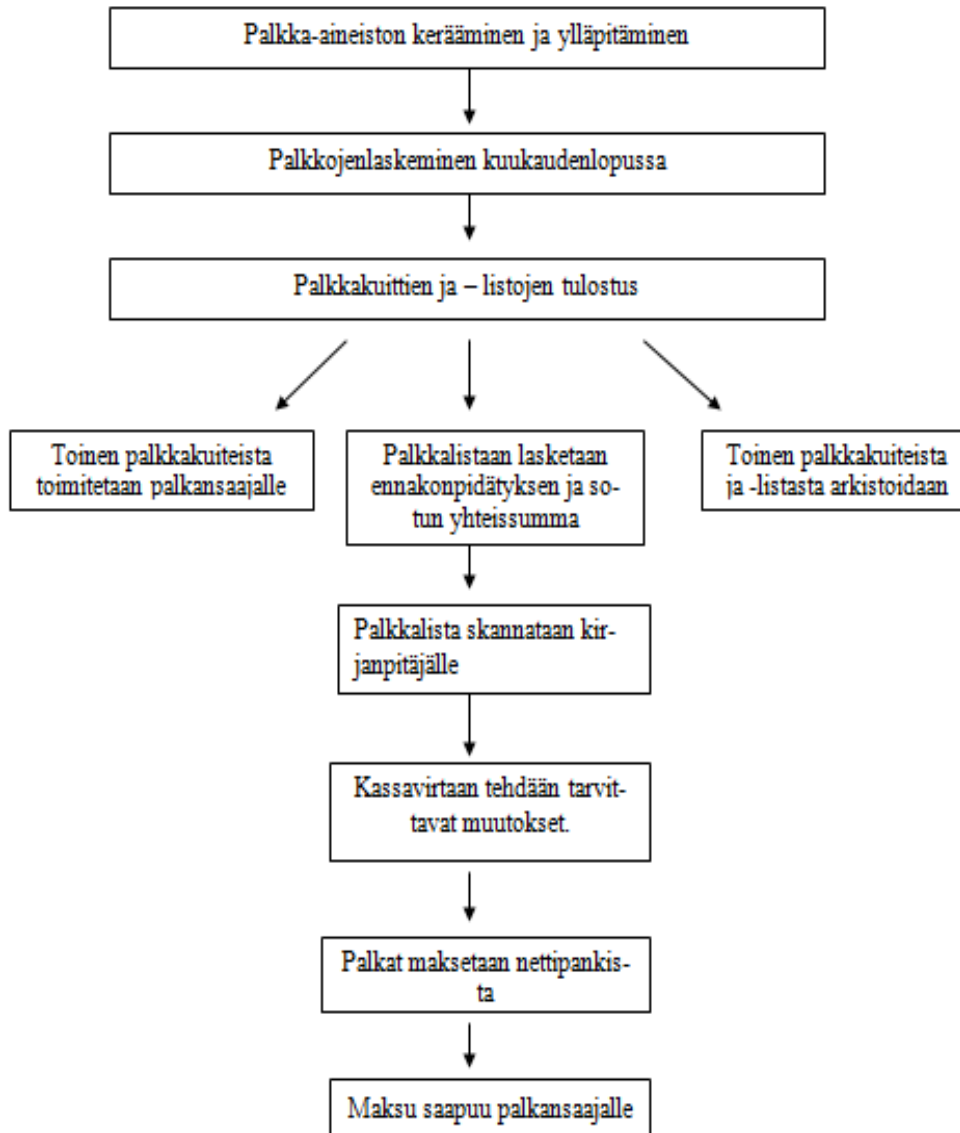 Palkka-aineiston kerääminen ja ylläpitäminen
Palkkojenlaskeminen kuukaudenlopussa
Palkkakuittien ja – listojen tulostus
Toinen palkkakuiteista
toimitetaan palkansaajalle
Palkkalistaan lasketaan
ennakonpidätyksen ja so-
tun yhteissumma
Toinen palkkakuiteista
ja -listasta arkistoidaan
Palkkalista skannataan kir-
janpitäjälle
Kassavirtaan tehdään tarvit-
tavat muutokset.
Palkat maksetaan nettipankis-
ta
Maksu saapuu palkansaajalle